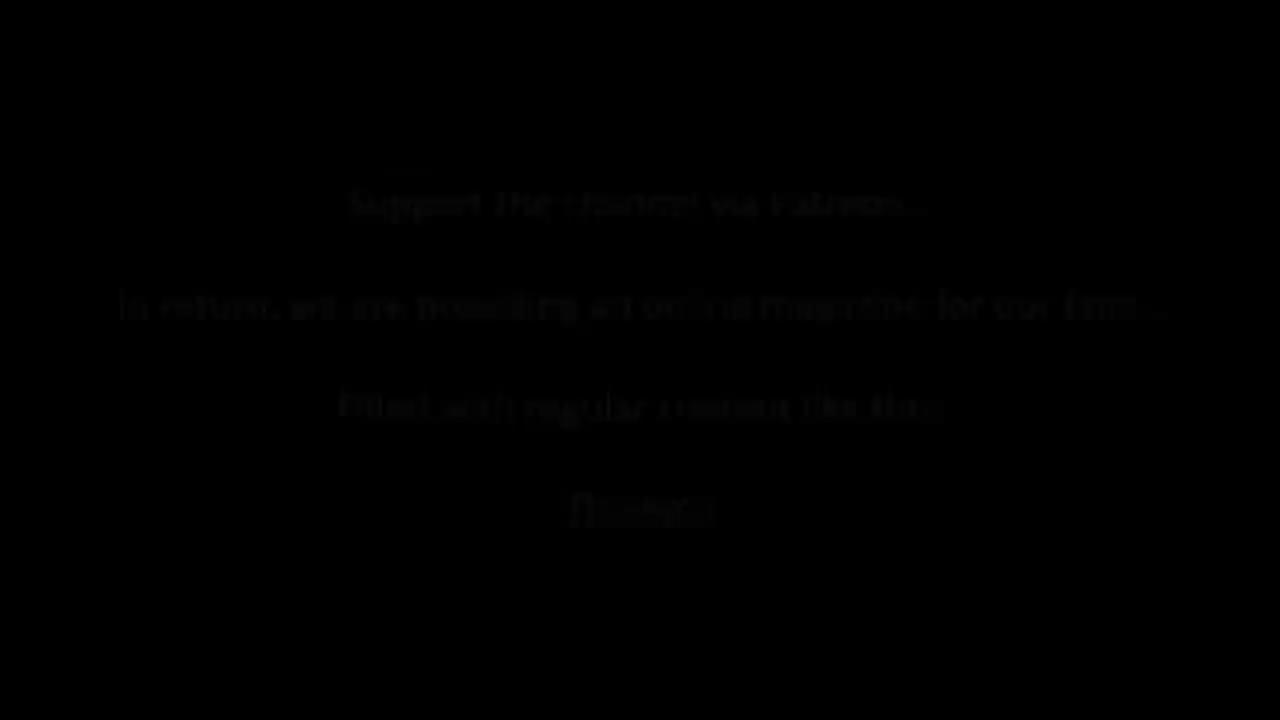 Support the channel via Patreon...
In return, we are providing an online magazine for our fans...
Filled with regular content like this...